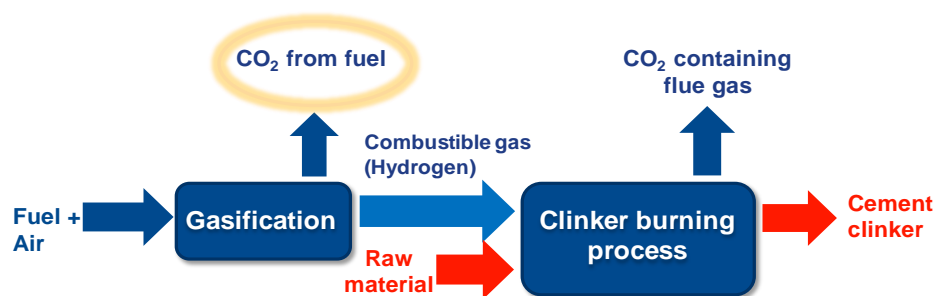 CO₂ from fuel
CO₂ containing
flue gas
Combustible gas
(Hydrogen)
Fuel +
Air
Gasification
Clinker burning
process
Cement
clinker
Raw
material